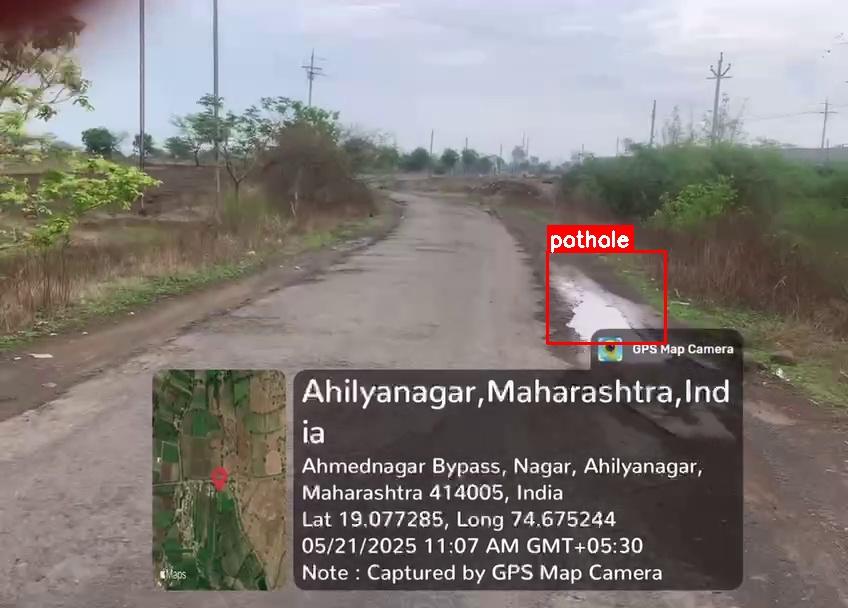 pothole
GPS Map Camera
Ahilyanagar,Maharashtra,Ind
ia
Ahmednagar Bypass, Nagar, Ahilyanagar,
Maharashtra 414005, India
Lat 19.077285, Long 74.675244
05/21/2025 11:07 AM GMT+05:30
Note : Captured by GPS Map Camera
Maps